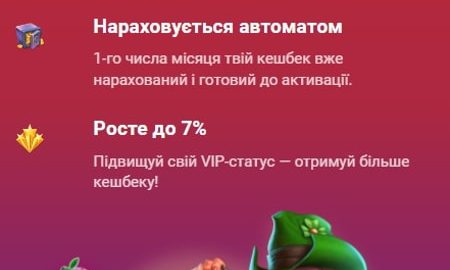 Нараховується автоматом
1-го числа місяця твій кешбек вже
нарахований і готовий до активації.
Росте до 7%
Підвищуй свій VIP-статус — отримуй більше
кешбеку!